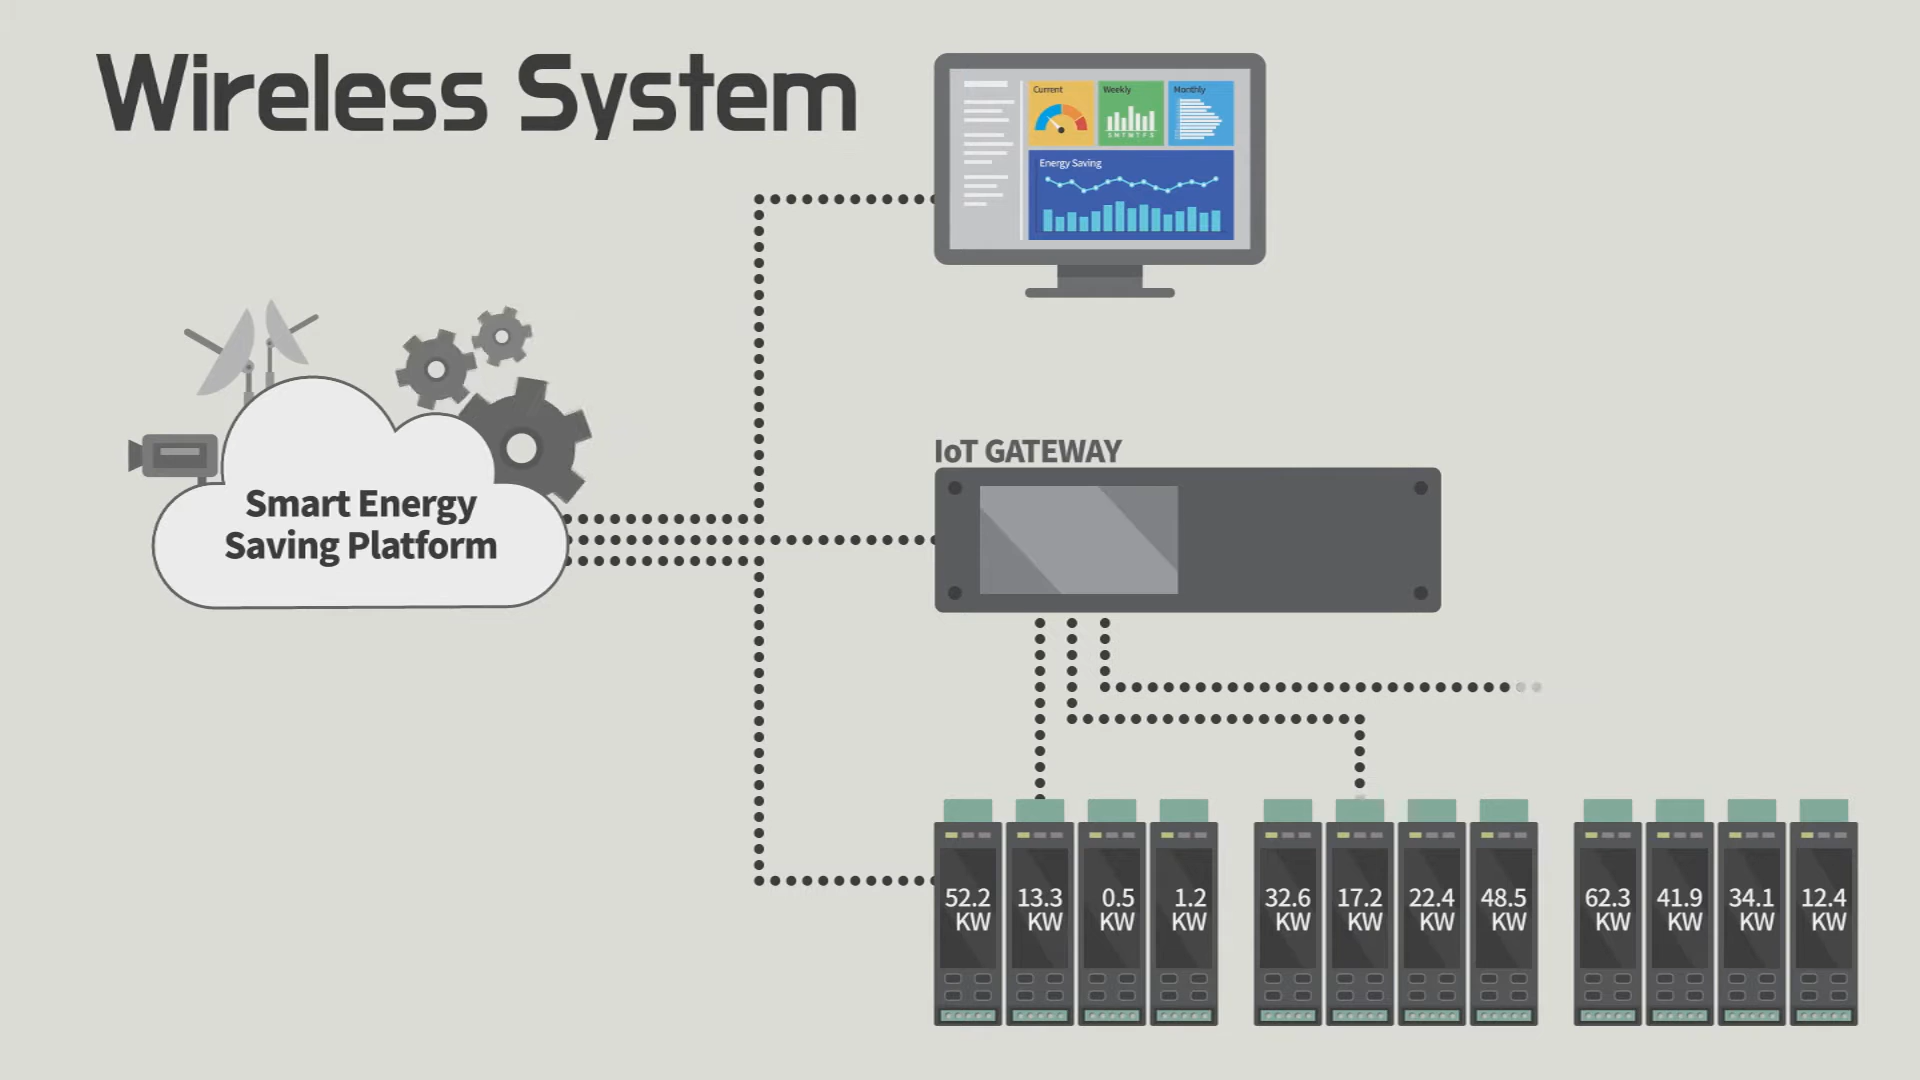 Wireless System
Current
Weekly
Monthly
S M T W T F S
Energy Saving
IoT GATEWAY
Smart Energy
Saving Platform
52.2 KW
13.3 KW
0.5 KW
1.2 KW
32.6 KW
17.2 KW
22.4 KW
48.5 KW
62.3 KW
41.9 KW
34.1 KW
12.4 KW